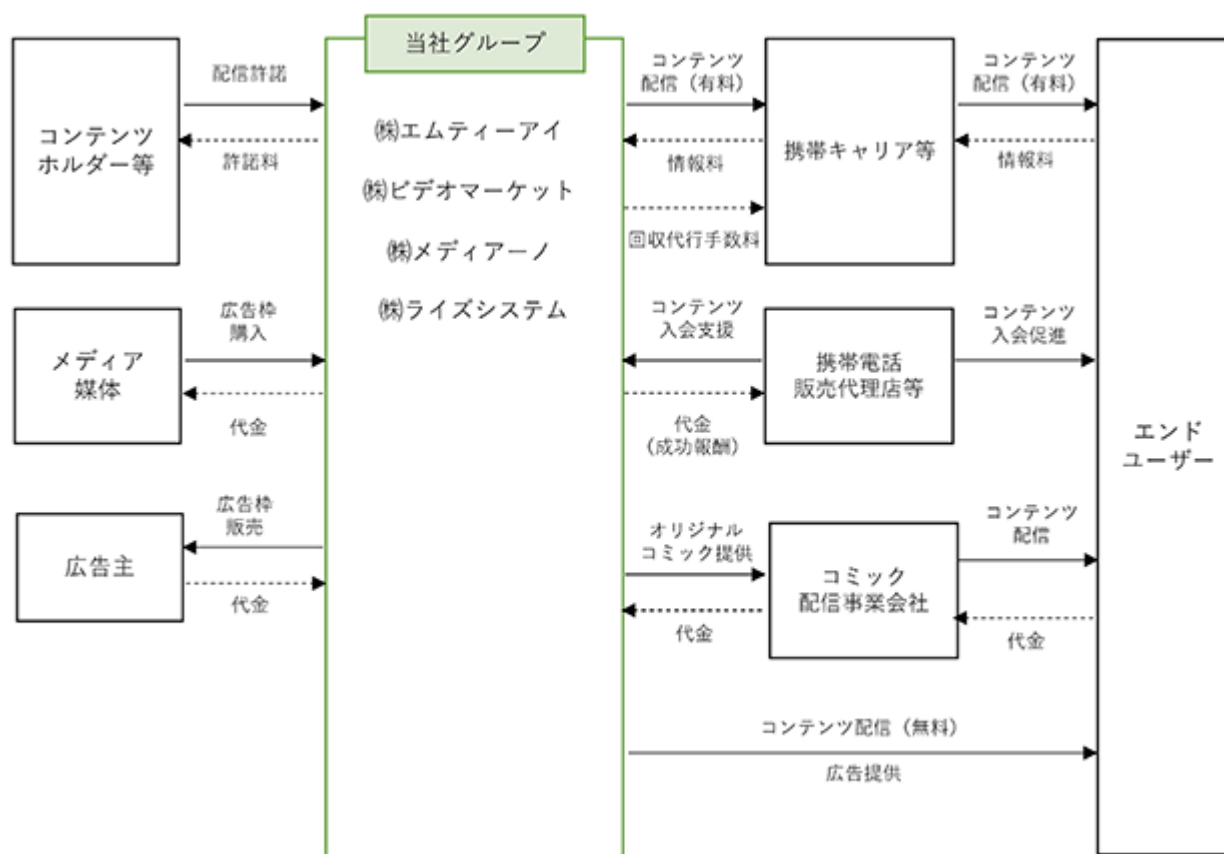 当社グループ
㈱エムティーアイ
㈱ビデオマーケット
㈱メディアーノ
㈱ライズシステム
コンテンツ
ホルダー等
配信許諾
許諾料
メディア
媒体
広告枠
購入
代金
広告主
広告枠
販売
代金
コンテンツ
配信（有料）
情報料
回収代行手数料
携帯キャリア等
コンテンツ
配信（有料）
情報料
コンテンツ
入会支援
代金
（成功報酬）
携帯電話
販売代理店等
コンテンツ
入会促進
オリジナル
コミック提供
代金
コミック
配信事業会社
コンテンツ
配信
代金
コンテンツ配信（無料）
広告提供
エンド
ユーザー